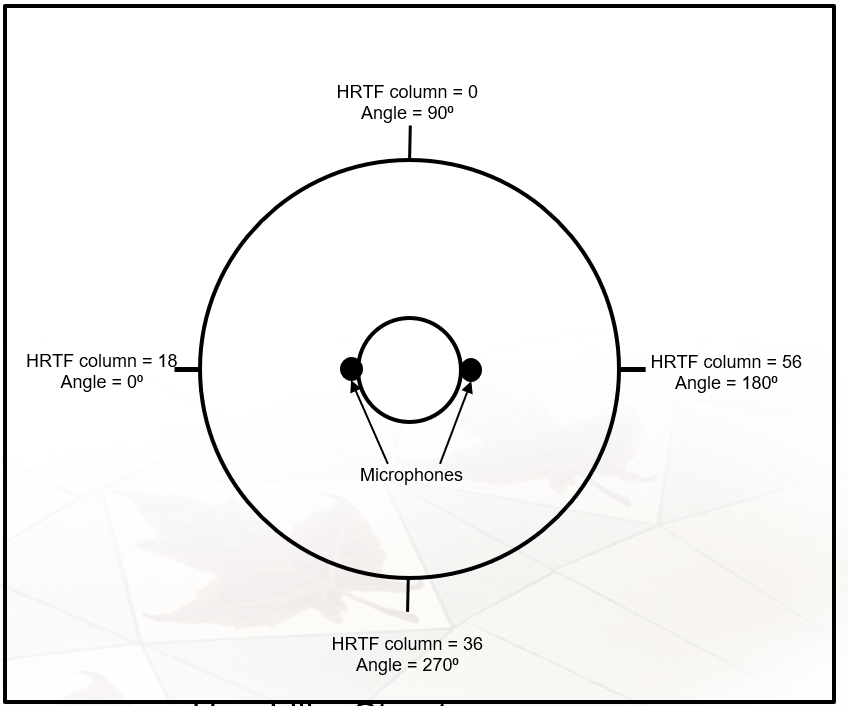 HRTF column = 0
Angle = 90º
HRTF column = 18
Angle = 0º
HRTF column = 56
Angle = 180º
Microphones
HRTF column = 36
Angle = 270º